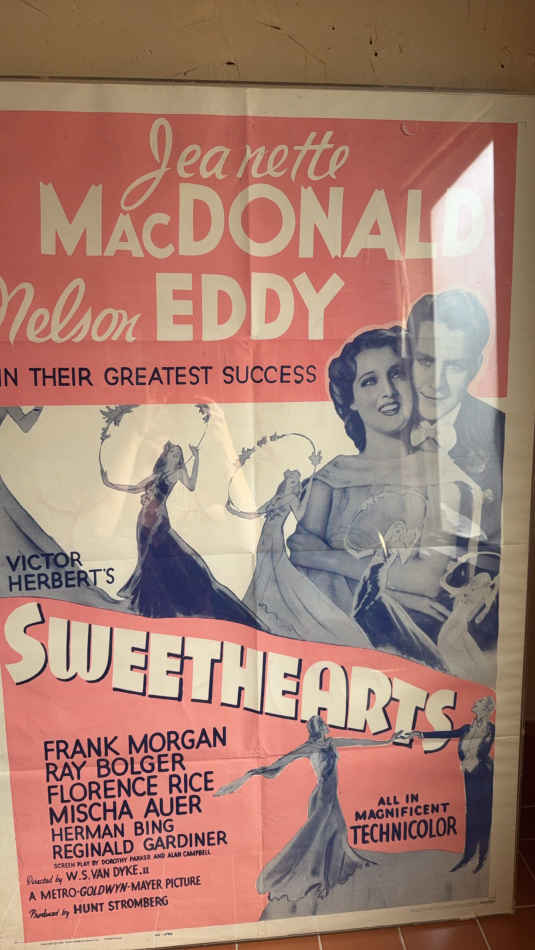 Jeanette
MACDONALD
Nelson EDDY
IN THEIR GREATEST SUCCESS
VICTOR
HERBERT'S
SWEETHEARTS
FRANK MORGAN
RAY BOLGER
FLORENCE RICE
MISCHA AUER
HERMAN BING
REGINALD GARDINER
SCREEN PLAY BY DOROTHY PARKER AND ALAN CAMPBELL
Directed by W.S. VAN DYKE, II
A METRO-GOLDWYN-MAYER PICTURE
Produced by HUNT STROMBERG
ALL IN
MAGNIFICENT
TECHNICOLOR